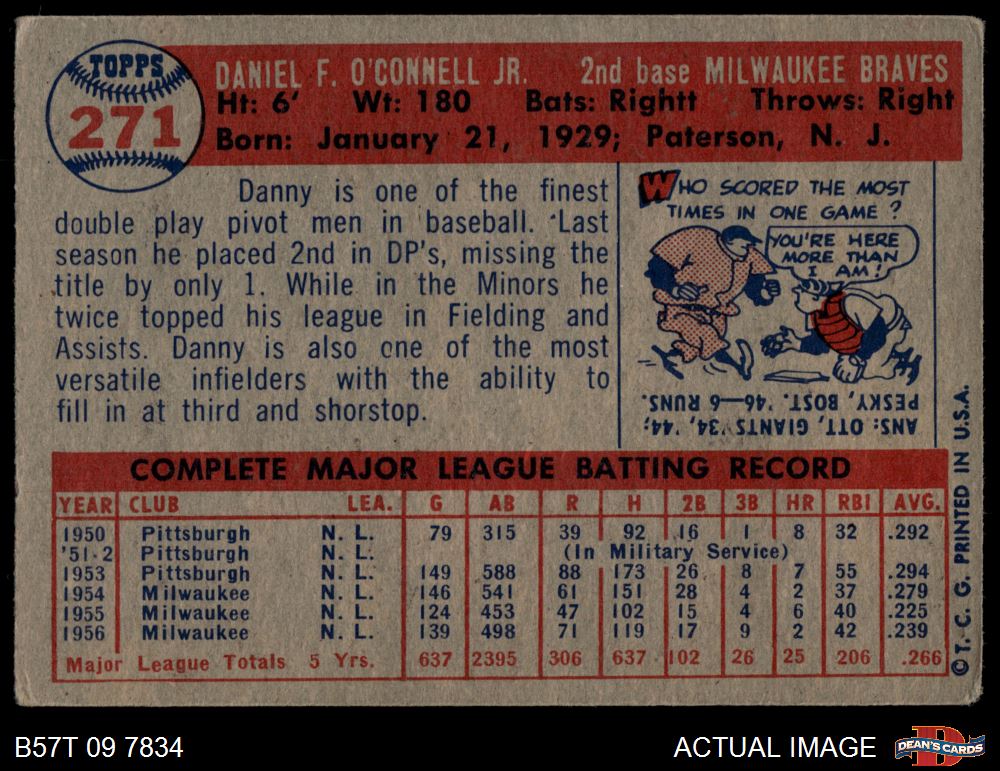 TOPPS
271
DANIEL F. O'CONNELL JR. 2nd base MILWAUKEE BRAVES
Ht: 6' Wt: 180 Bats: Rightt Throws: Right
Born: January 21, 1929; Paterson, N. J.
Danny is one of the finest
double play pivot men in baseball. Last
season he placed 2nd in DP's, missing the
title by only 1. While in the Minors he
twice topped his league in Fielding and
Assists. Danny is also one of the most
versatile infielders with the ability to
fill in at third and shorstop.
WHO SCORED THE MOST
TIMES IN ONE GAME?
YOU'RE HERE
MORE THAN
I AM!
ANS: OTT, GIANTS '34, '44;
PESKY, BOST. '46—6 RUNS.
COMPLETE MAJOR LEAGUE BATTING RECORD
YEAR CLUB LEA. G AB R H 2B 3B HR RBI AVG.
1950 Pittsburgh N. L. 79 315 39 92 16 1 8 32 .292
'51-2 Pittsburgh N. L. (In Military Service)
1953 Pittsburgh N. L. 149 588 88 173 26 8 7 55 .294
1954 Milwaukee N. L. 146 541 61 151 28 4 2 37 .279
1955 Milwaukee N. L. 124 453 47 102 15 4 6 40 .225
1956 Milwaukee N. L. 139 498 71 119 17 9 2 42 .239
Major League Totals 5 Yrs. 637 2395 306 637 102 26 25 206 .266
©T. C. G. PRINTED IN U.S.A.
B57T 09 7834
ACTUAL IMAGE
D
DEAN'S CARDS